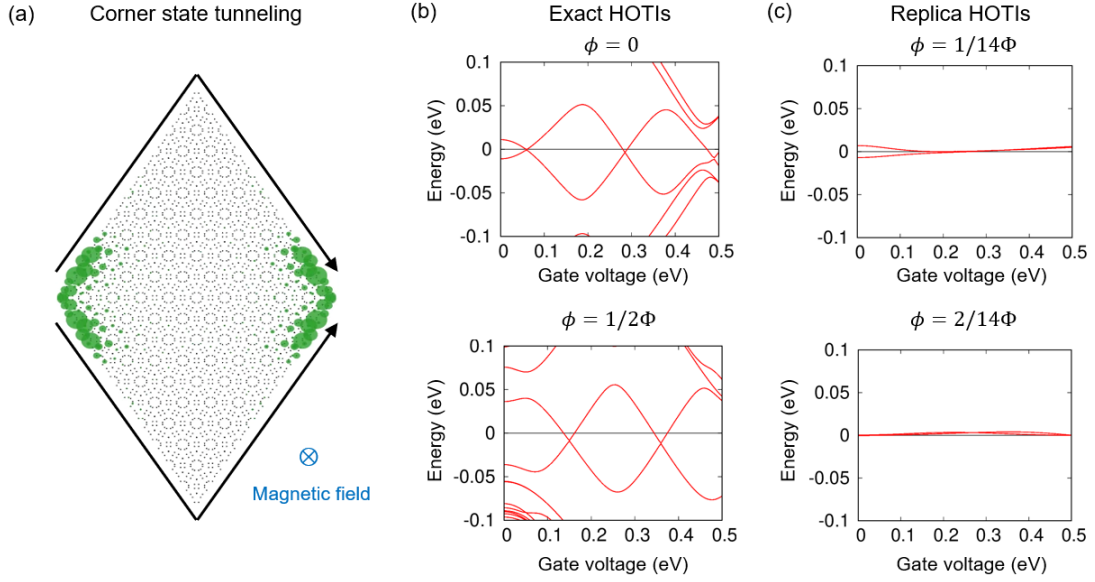 (a)
Corner state tunneling
Magnetic field
(b)
Exact HOTIs
ϕ = 0
0.1
0.05
0
-0.05
-0.1
Energy (eV)
0 0.1 0.2 0.3 0.4 0.5
Gate voltage (eV)
ϕ = 1/2Φ
0.1
0.05
0
-0.05
-0.1
Energy (eV)
0 0.1 0.2 0.3 0.4 0.5
Gate voltage (eV)
(c)
Replica HOTIs
ϕ = 1/14Φ
0.1
0.05
0
-0.05
-0.1
Energy (eV)
0 0.1 0.2 0.3 0.4 0.5
Gate voltage (eV)
ϕ = 2/14Φ
0.1
0.05
0
-0.05
-0.1
Energy (eV)
0 0.1 0.2 0.3 0.4 0.5
Gate voltage (eV)